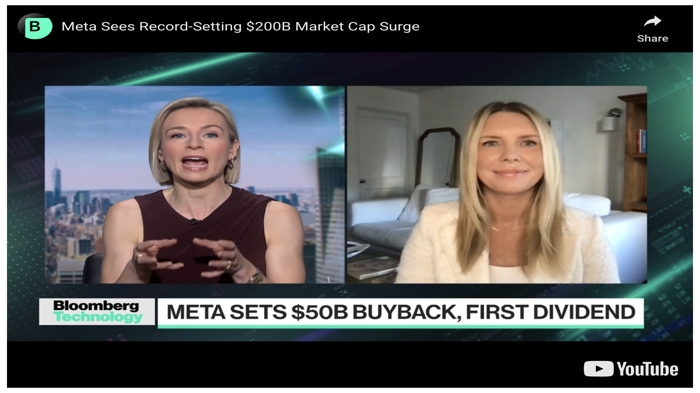 B Meta Sees Record-Setting $200B Market Cap Surge
Share
Bloomberg
Technology
META SETS $50B BUYBACK, FIRST DIVIDEND
YouTube